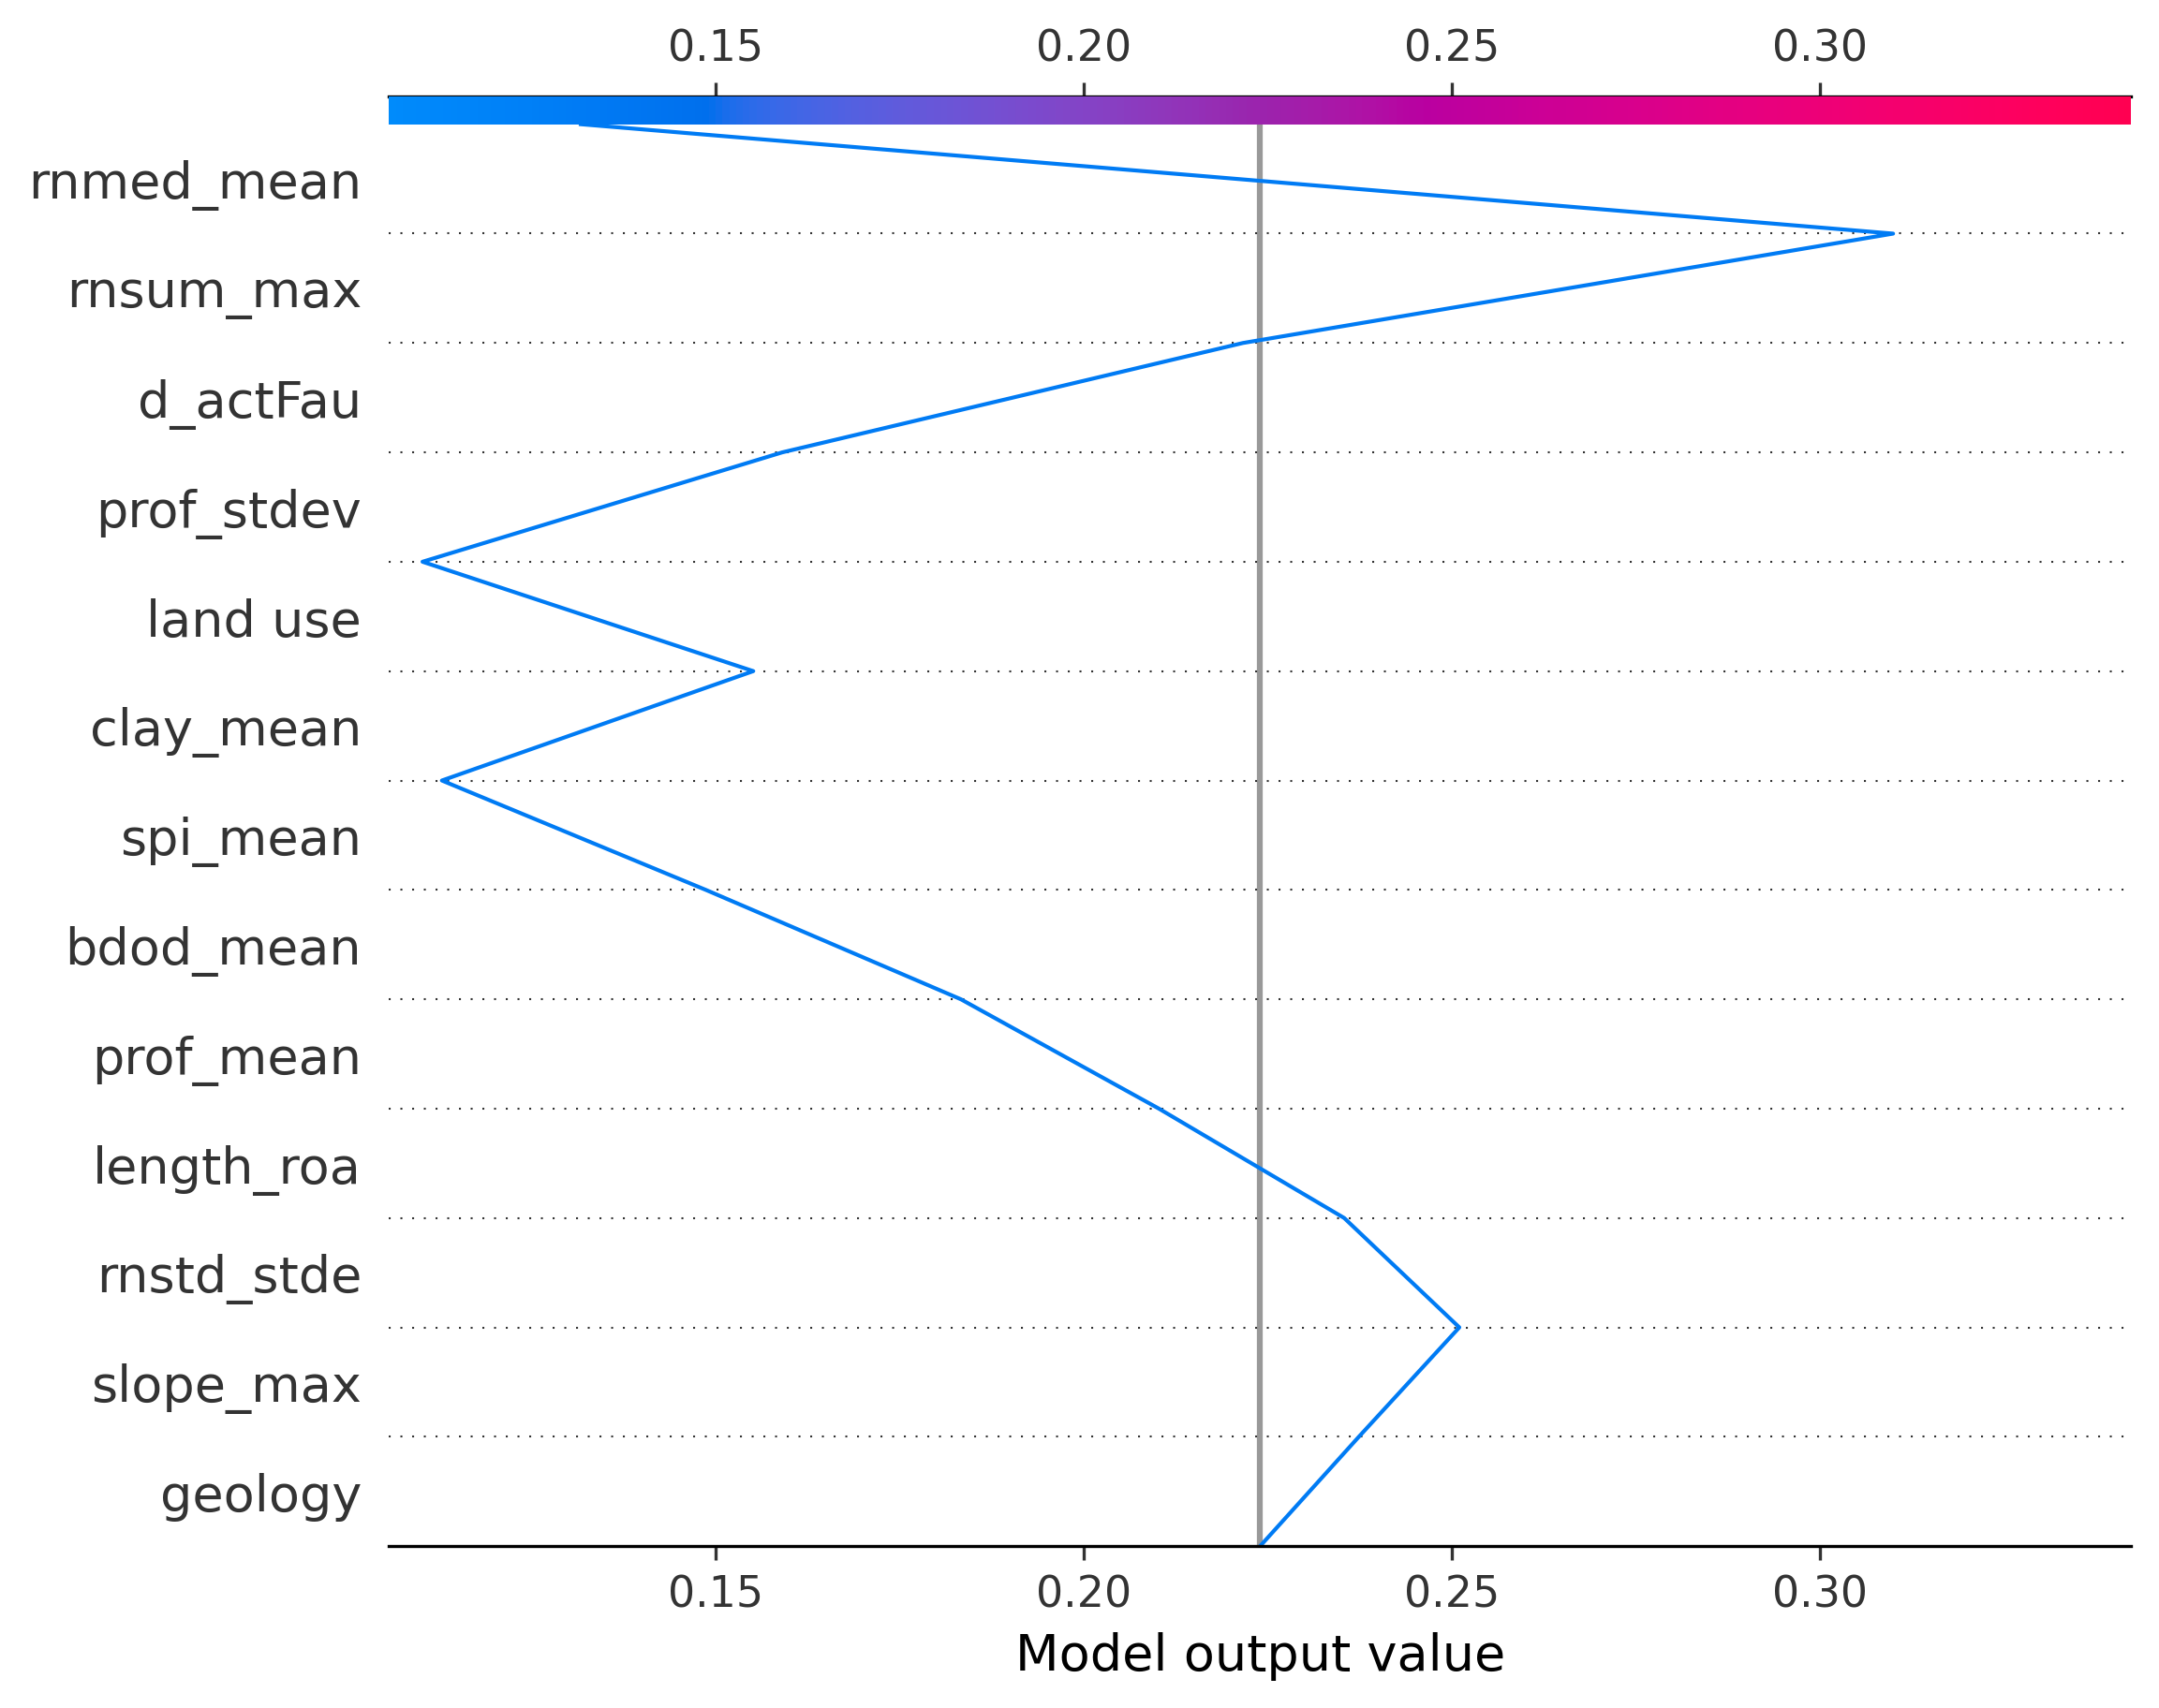 0.15 0.20 0.25 0.30
rnmed_mean
rnsum_max
d_actFau
prof_stdev
land use
clay_mean
spi_mean
bdod_mean
prof_mean
length_roa
rnstd_stde
slope_max
geology
0.15 0.20 0.25 0.30
Model output value